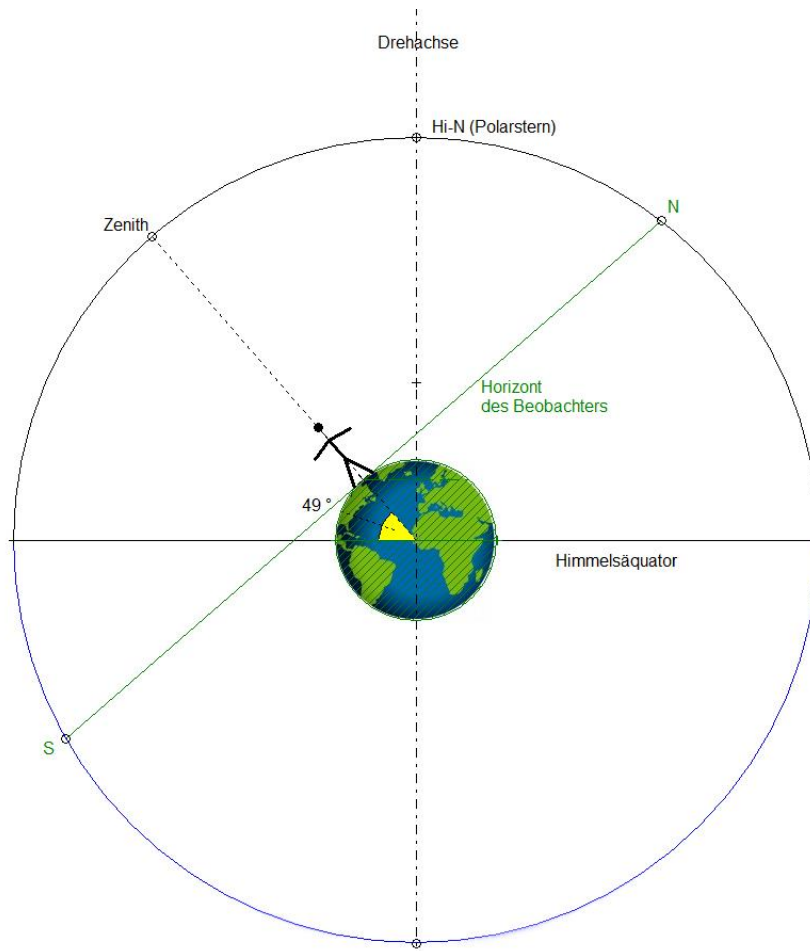 Drehachse
Hi-N (Polarstern)
N
Zenith
Horizont
des Beobachters
49 °
Himmelsäquator
S